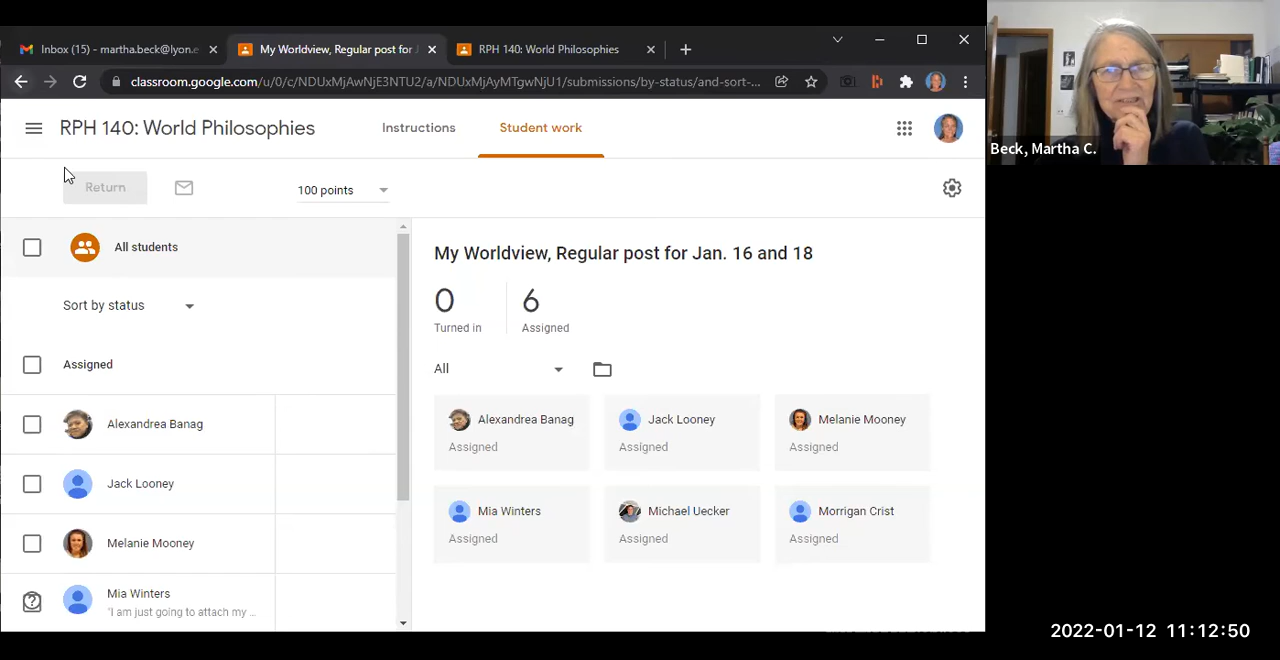 Inbox (15) - martha.beck@lyon.e
My Worldview, Regular post for J
RPH 140: World Philosophies
classroom.google.com/u/0/c/NDUxMjAwNjE3NTU2/a/NDUxMjAyMTgwNjU1/submissions/by-status/and-sort-...
Beck, Martha C.
RPH 140: World Philosophies
Instructions
Student work
Return
100 points
All students
My Worldview, Regular post for Jan. 16 and 18
0
6
Turned in
Assigned
Sort by status
All
Assigned
Alexandrea Banag
Jack Looney
Melanie Mooney
Mia Winters
"I am just going to attach my ...
Alexandrea Banag
Assigned
Jack Looney
Assigned
Melanie Mooney
Assigned
Mia Winters
Assigned
Michael Uecker
Assigned
Morrigan Crist
Assigned
2022-01-12 11:12:50